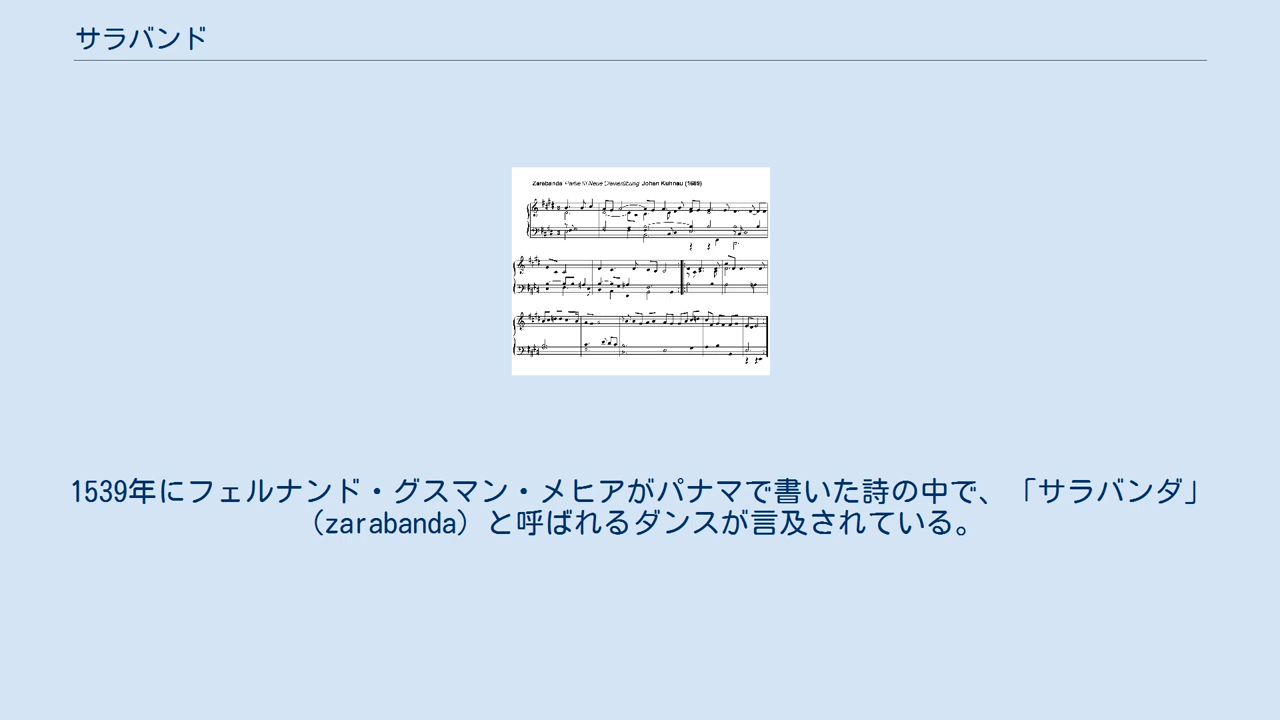 サラバンド
Zarabanda Partie III Neue Clavierübung Johan Kuhnau (1689)
1539年にフェルナンド・グスマン・メヒアがパナマで書いた詩の中で、「サラバンダ」
（zarabanda）と呼ばれるダンスが言及されている。